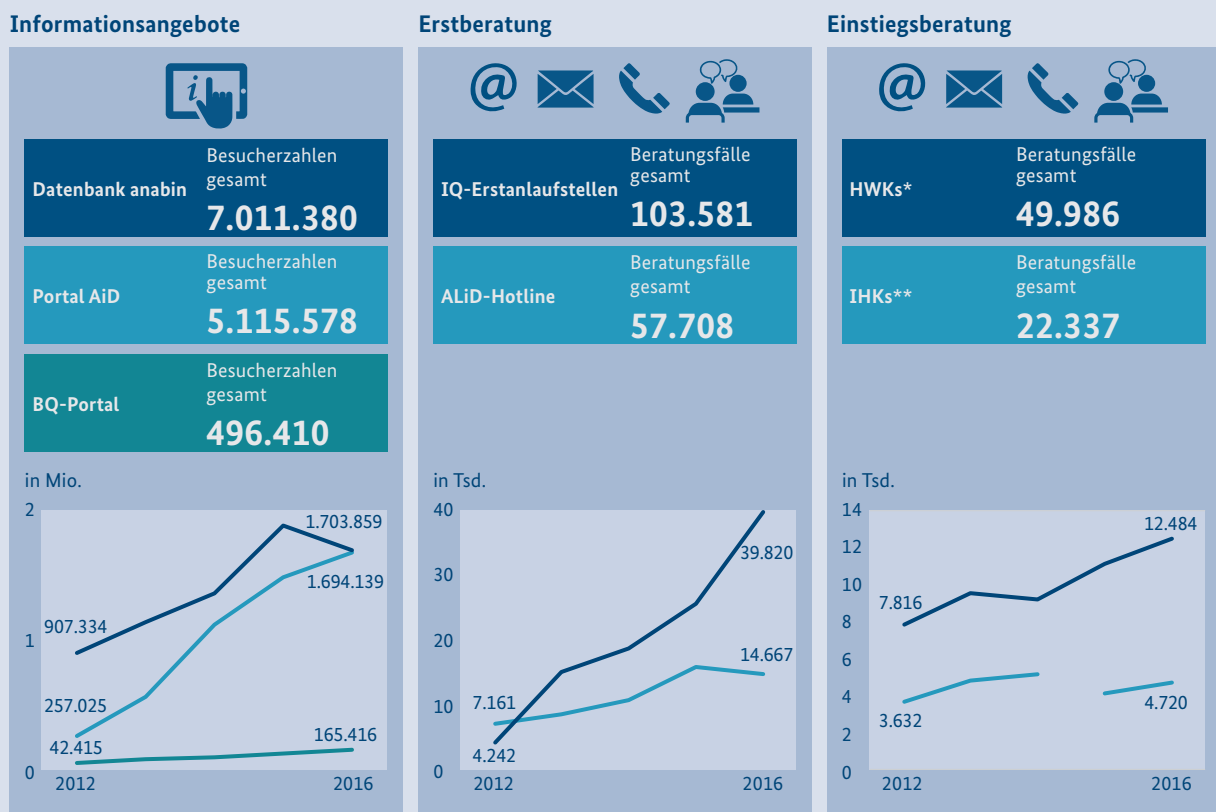 Informationsangebote
Erstberatung
Einstiegsberatung
Datenbank anabin
Besucherzahlen
gesamt
7.011.380
Portal AiD
Besucherzahlen
gesamt
5.115.578
BQ-Portal
Besucherzahlen
gesamt
496.410
IQ-Erstanlaufstellen
Beratungsfälle
gesamt
103.581
ALiD-Hotline
Beratungsfälle
gesamt
57.708
HWKs*
Beratungsfälle
gesamt
49.986
IHKs**
Beratungsfälle
gesamt
22.337
in Mio.
2
1
0
1.703.859
1.694.139
907.334
257.025
42.415
165.416
2012
2016
in Tsd.
40
30
20
10
0
39.820
14.667
7.161
4.242
2012
2016
in Tsd.
14
12
10
8
6
4
2
0
12.484
7.816
3.632
4.720
2012
2016